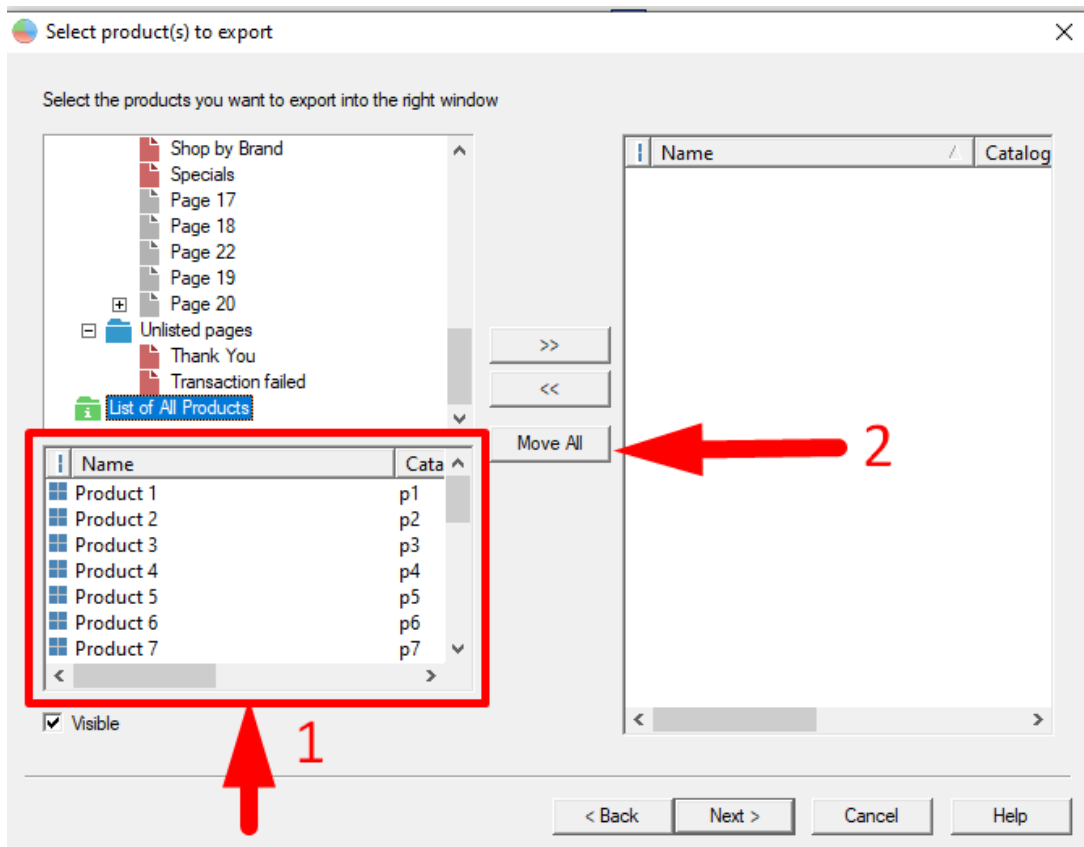 Select product(s) to export
Select the products you want to export into the right window
Shop by Brand
Specials
Page 17
Page 18
Page 22
Page 19
Page 20
Unlisted pages
Thank You
Transaction failed
List of All Products
Name Cata
Product 1 p1
Product 2 p2
Product 3 p3
Product 4 p4
Product 5 p5
Product 6 p6
Product 7 p7
Visible
1
>>
<<
Move All
2
Name Catalog
< Back Next > Cancel Help